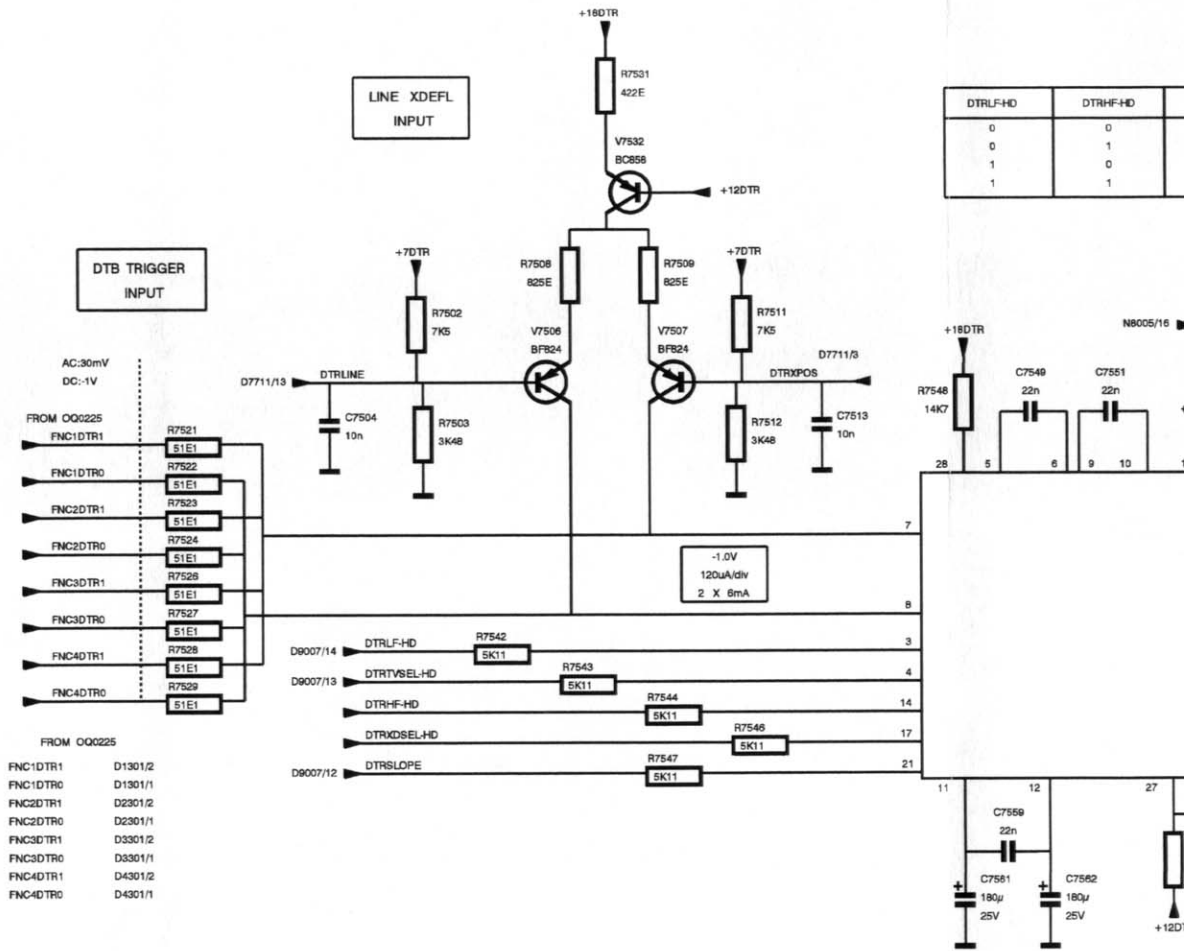 +18DTR
R7531
422E
LINE XDEFL
INPUT
V7532
BC858
+12DTR
DTRLF-HD DTRHF-HD
0 0
0 1
1 0
1 1
DTB TRIGGER
INPUT
+7DTR
R7508
825E
R7509
825E
+7DTR
R7502
7K5
R7511
7K5
V7506
BF824
V7507
BF824
N8005/16
+18DTR
AC:30mV
DC:-1V
D7711/13
DTRLINE
DTRXPOS
D7711/3
R7548
14K7
C7549
22n
C7551
22n
C7504
10n
R7503
3K48
R7512
3K48
C7513
10n
FROM OQ0225
FNC1DTR1
R7521
51E1
FNC1DTR0
R7522
51E1
28 5 6 9 10 1
FNC2DTR1
R7523
51E1
FNC2DTR0
R7524
51E1
7
FNC3DTR1
R7526
51E1
-1.0V
120uA/div
2 X 6mA
FNC3DTR0
R7527
51E1
8
FNC4DTR1
R7528
51E1
D9007/14
DTRLF-HD
R7542
5K11
3
FNC4DTR0
R7529
51E1
D9007/13
DTRTVSEL-HD
R7543
5K11
4
DTRHF-HD
R7544
5K11
14
DTRXDSEL-HD
R7546
5K11
17
D9007/12
DTRSLOPE
R7547
5K11
21
FROM OQ0225
FNC1DTR1 D1301/2
FNC1DTR0 D1301/1
FNC2DTR1 D2301/2
FNC2DTR0 D2301/1
FNC3DTR1 D3301/2
FNC3DTR0 D3301/1
FNC4DTR1 D4301/2
FNC4DTR0 D4301/1
11 12 27
C7559
22n
+
C7561
180µ
25V
+
C7562
180µ
25V
+12DT